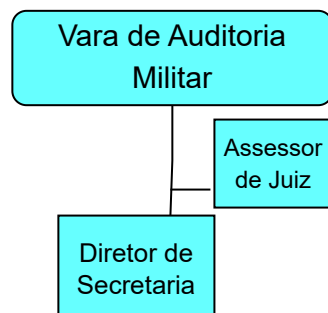 Vara de Auditoria
Militar
Assessor
de Juiz
Diretor de
Secretaria